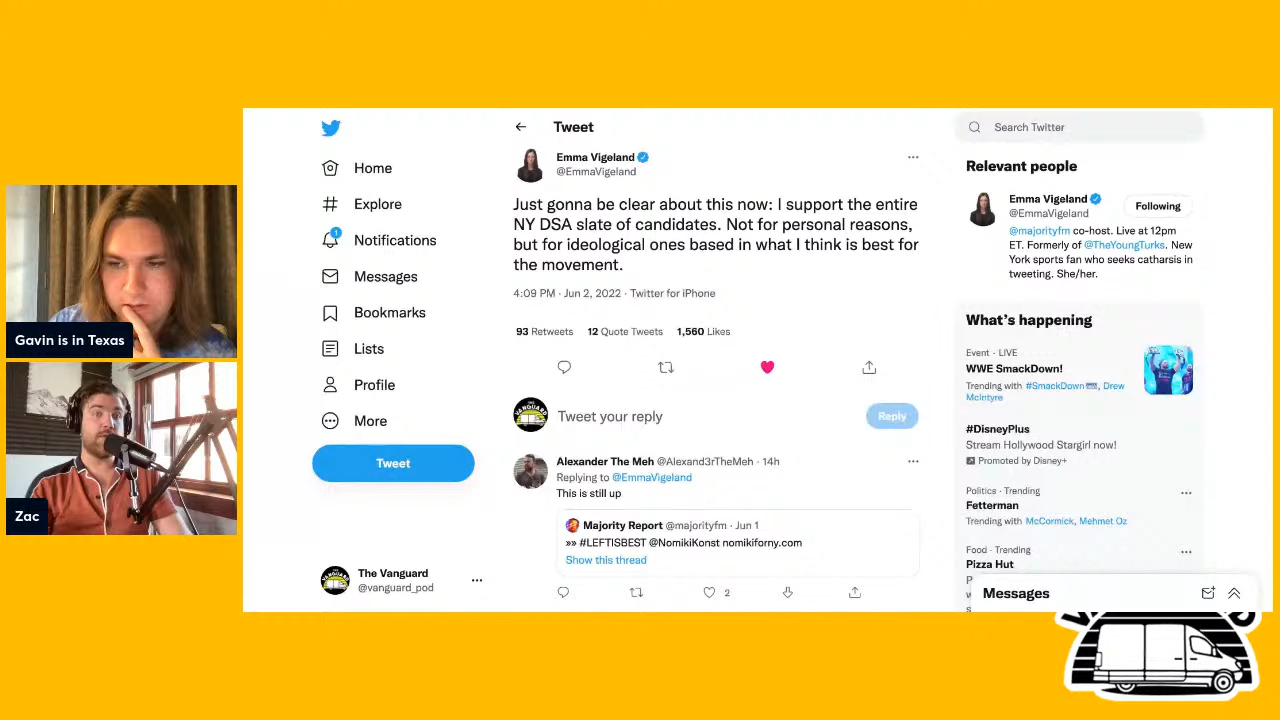 Gavin is in Texas
Zac
Home
Explore
1
Notifications
Messages
Bookmarks
Lists
Profile
More
Tweet
The Vanguard
@vanguard_pod
Tweet
Emma Vigeland
@EmmaVigeland
Just gonna be clear about this now: I support the entire
NY DSA slate of candidates. Not for personal reasons,
but for ideological ones based in what I think is best for
the movement.
4:09 PM · Jun 2, 2022 · Twitter for iPhone
93 Retweets 12 Quote Tweets 1,560 Likes
VANGUARD
Tweet your reply
Reply
Alexander The Meh @Alexand3rTheMeh · 14h
Replying to @EmmaVigeland
This is still up
Majority Report @majorityfm · Jun 1
»» #LEFTISBEST @NomikiKonst nomikiforny.com
Show this thread
2
Search Twitter
Relevant people
Emma Vigeland
@EmmaVigeland
Following
@majorityfm co-host. Live at 12pm
ET. Formerly of @TheYoungTurks. New
York sports fan who seeks catharsis in
tweeting. She/her.
What's happening
Event · LIVE
WWE SmackDown!
Trending with #SmackDown, Drew
McIntyre
#DisneyPlus
Stream Hollywood Stargirl now!
Promoted by Disney+
Politics · Trending
Fetterman
Trending with McCormick, Mehmet Oz
Food · Trending
Pizza Hut
Messages